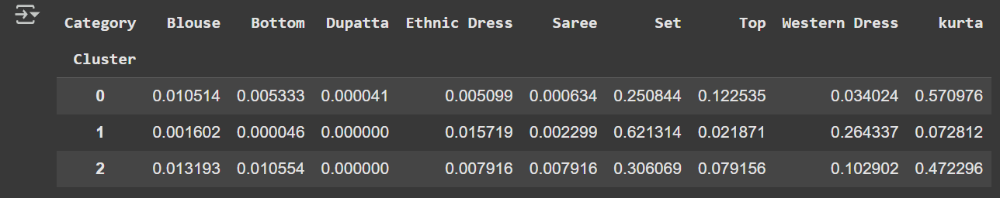 Category Blouse Bottom Dupatta Ethnic Dress Saree Set Top Western Dress kurta
Cluster
0 0.010514 0.005333 0.000041 0.005099 0.000634 0.250844 0.122535 0.034024 0.570976
1 0.001602 0.000046 0.000000 0.015719 0.002299 0.621314 0.021871 0.264337 0.072812
2 0.013193 0.010554 0.000000 0.007916 0.007916 0.306069 0.079156 0.102902 0.472296